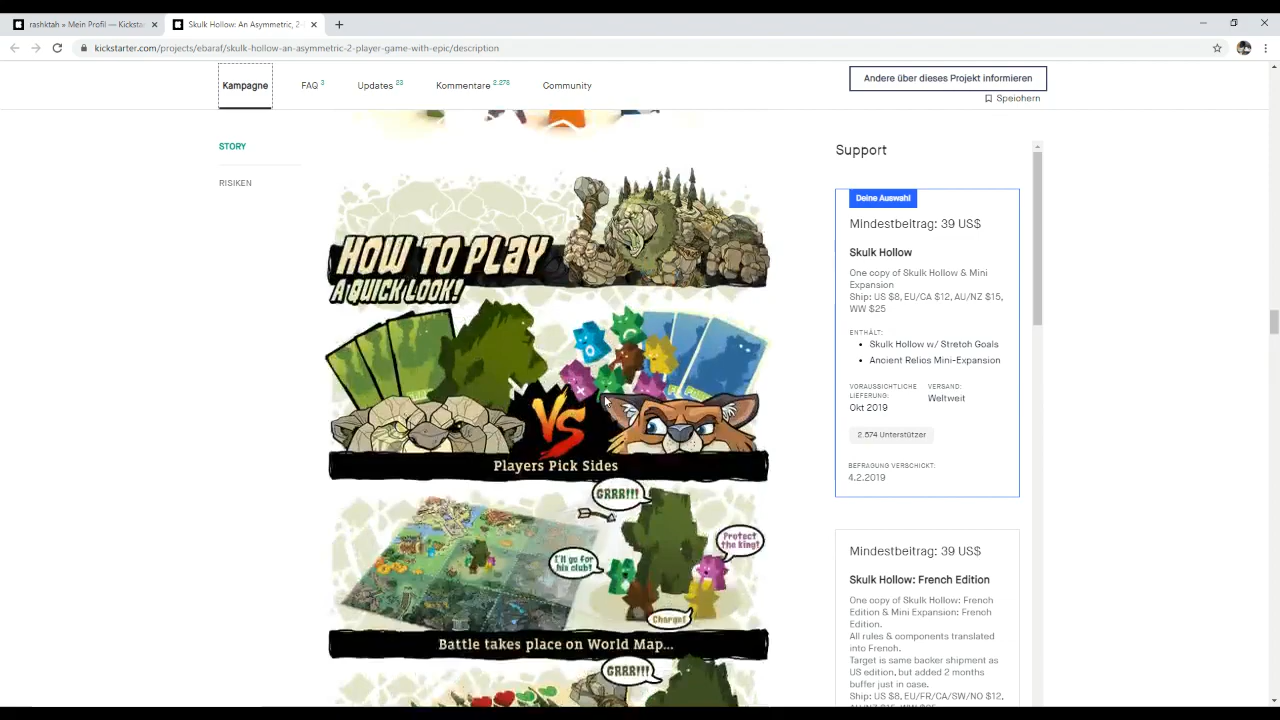 rashktah » Mein Profil — Kickstar
Skulk Hollow: An Asymmetric, 2-
kickstarter.com/projects/ebaraf/skulk-hollow-an-asymmetric-2-player-game-with-epic/description
Kampagne
FAQ 3
Updates 23
Kommentare 2.278
Community
Andere über dieses Projekt informieren
Speichern
STORY
RISIKEN
HOW TO PLAY
A QUICK LOOK!
VS
Players Pick Sides
GRRR!!!
Protect
the king!
I'll go for
his club!
Charge!
Battle takes place on World Map...
GRRR!!!
Support
Deine Auswahl
Mindestbeitrag: 39 US$
Skulk Hollow
One copy of Skulk Hollow & Mini
Expansion
Ship: US $8, EU/CA $12, AU/NZ $15,
WW $25
ENTHÄLT:
• Skulk Hollow w/ Stretch Goals
• Ancient Relios Mini-Expansion
VORAUSSICHTLICHE
LIEFERUNG:
Okt 2019
VERSAND:
Weltweit
2.574 Unterstützer
BEFRAGUNG VERSCHICKT:
4.2.2019
Mindestbeitrag: 39 US$
Skulk Hollow: French Edition
One copy of Skulk Hollow: French
Edition & Mini Expansion: French
Edition.
All rules & components translated
into French.
Target is same backer shipment as
US edition, but added 2 months
buffer just in case.
Ship: US $8, EU/FR/CA/SW/NO $12,